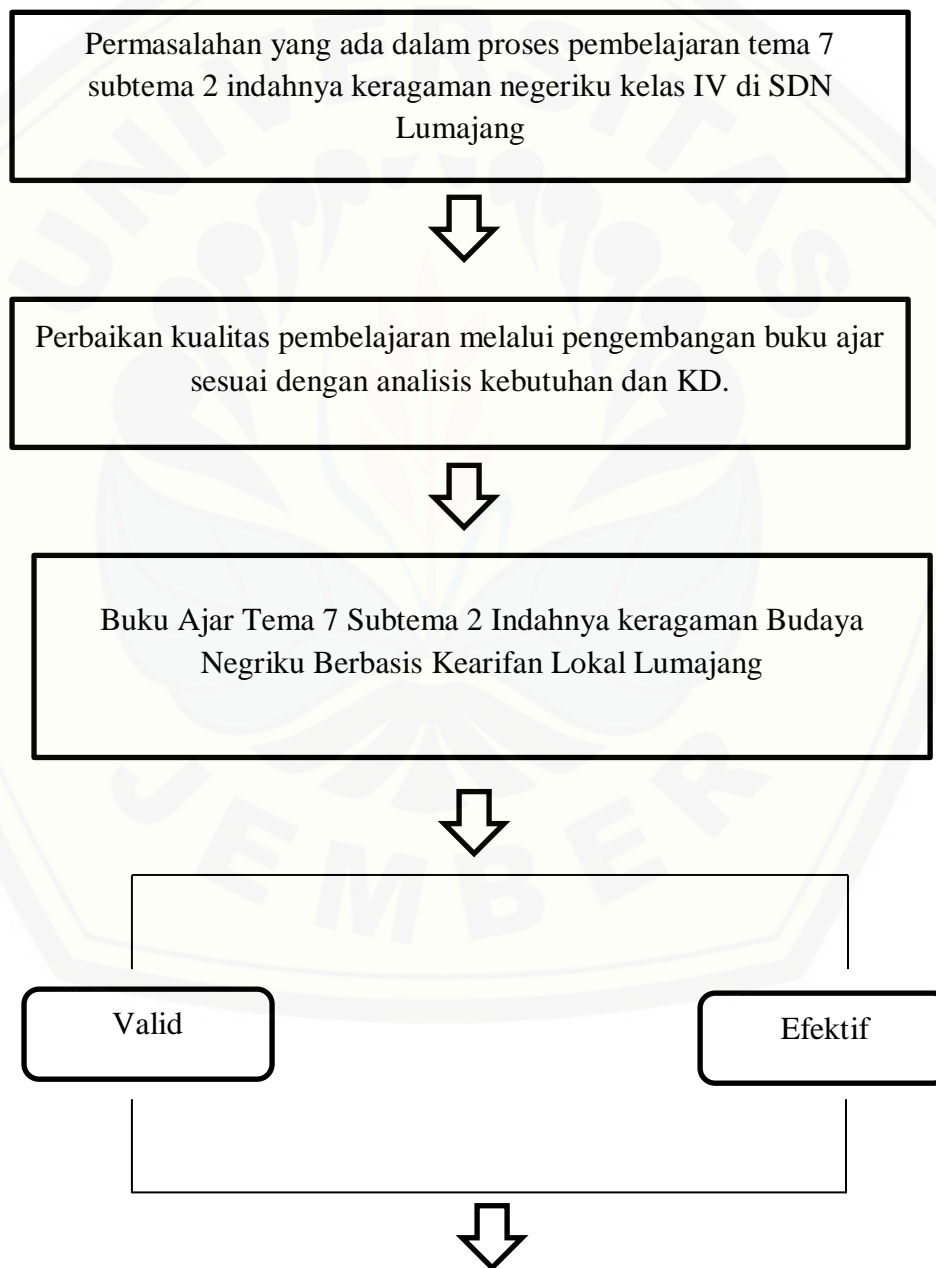 UNIVERSITAS
Permasalahan yang ada dalam proses pembelajaran tema 7
subtema 2 indahnya keragaman negeriku kelas IV di SDN
Lumajang
Perbaikan kualitas pembelajaran melalui pengembangan buku ajar
sesuai dengan analisis kebutuhan dan KD.
Buku Ajar Tema 7 Subtema 2 Indahnya keragaman Budaya
Negriku Berbasis Kearifan Lokal Lumajang
JEMBER
Valid
Efektif